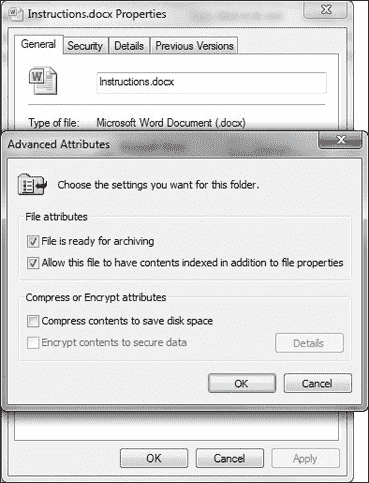 Instructions.docx Properties
General
Security
Details
Previous Versions
Instructions.docx
Type of file: Microsoft Word Document (.docx)
Advanced Attributes
Choose the settings you want for this folder.
File attributes
File is ready for archiving
Allow this file to have contents indexed in addition to file properties
Compress or Encrypt attributes
Compress contents to save disk space
Encrypt contents to secure data
Details
OK
Cancel
OK
Cancel
Apply